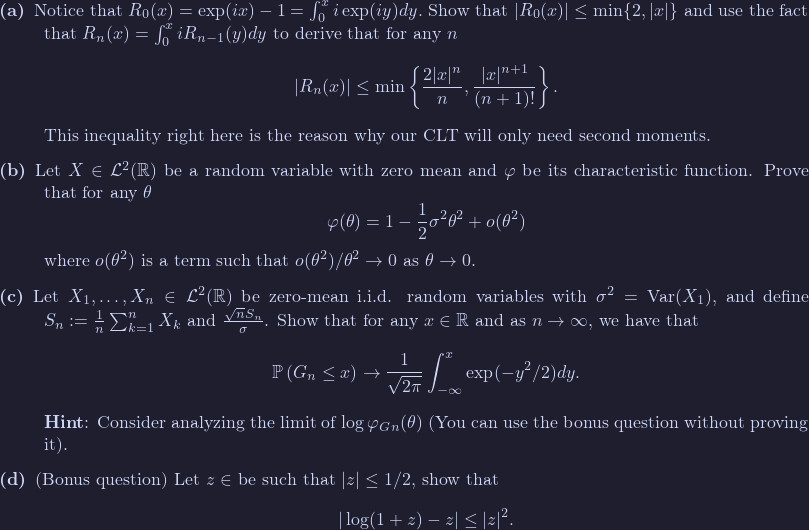 (a) Notice that $R_0(x) = \exp(ix) - 1 = \int_0^x i \exp(iy)dy$. Show that $|R_0(x)| \leq \min\{2, |x|\}$ and use the fact
that $R_n(x) = \int_0^x iR_{n-1}(y)dy$ to derive that for any $n$
$$|R_n(x)| \leq \min\left\{\frac{2|x|^n}{n}, \frac{|x|^{n+1}}{(n+1)!}\right\}.$$
This inequality right here is the reason why our CLT will only need second moments.
(b) Let $X \in \mathcal{L}^2(\mathbb{R})$ be a random variable with zero mean and $\varphi$ be its characteristic function. Prove
that for any $\theta$
$$\varphi(\theta) = 1 - \frac{1}{2}\sigma^2\theta^2 + o(\theta^2)$$
where $o(\theta^2)$ is a term such that $o(\theta^2)/\theta^2 \to 0$ as $\theta \to 0$.
(c) Let $X_1, \ldots, X_n \in \mathcal{L}^2(\mathbb{R})$ be zero-mean i.i.d. random variables with $\sigma^2 = \text{Var}(X_1)$, and define
$S_n := \frac{1}{n}\sum_{k=1}^n X_k$ and $\frac{\sqrt{n}S_n}{\sigma}$. Show that for any $x \in \mathbb{R}$ and as $n \to \infty$, we have that
$$\mathbb{P}(G_n \leq x) \to \frac{1}{\sqrt{2\pi}} \int_{-\infty}^x \exp(-y^2/2)dy.$$
Hint: Consider analyzing the limit of $\log \varphi_{Gn}(\theta)$ (You can use the bonus question without proving
it).
(d) (Bonus question) Let $z \in$ be such that $|z| \leq 1/2$, show that
$$|\log(1+z) - z| \leq |z|^2.$$